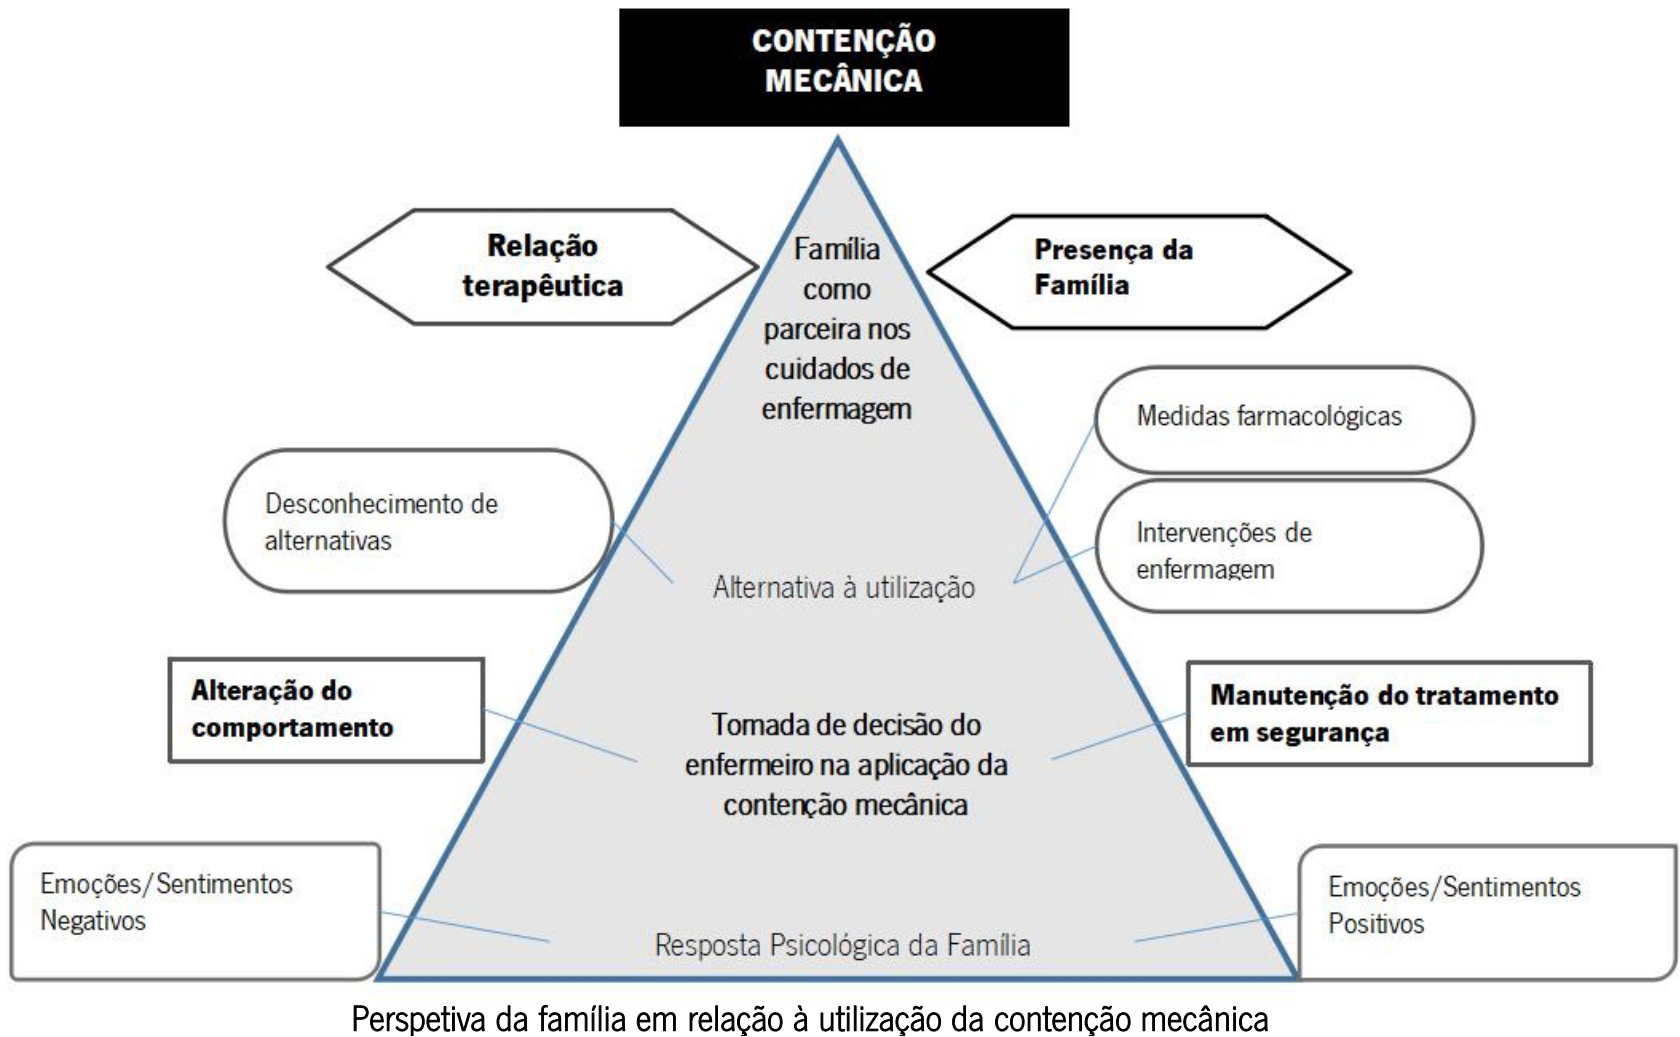 CONTENÇÃO
MECÂNICA
Relação
terapêutica
Família
como
parceira nos
cuidados de
enfermagem
Presença da
Família
Medidas farmacológicas
Desconhecimento de
alternativas
Intervenções de
enfermagem
Alternativa à utilização
Alteração do
comportamento
Tomada de decisão do
enfermeiro na aplicação da
contenção mecânica
Manutenção do tratamento
em segurança
Emoções/Sentimentos
Negativos
Resposta Psicológica da Família
Emoções/Sentimentos
Positivos
Perspetiva da família em relação à utilização da contenção mecânica